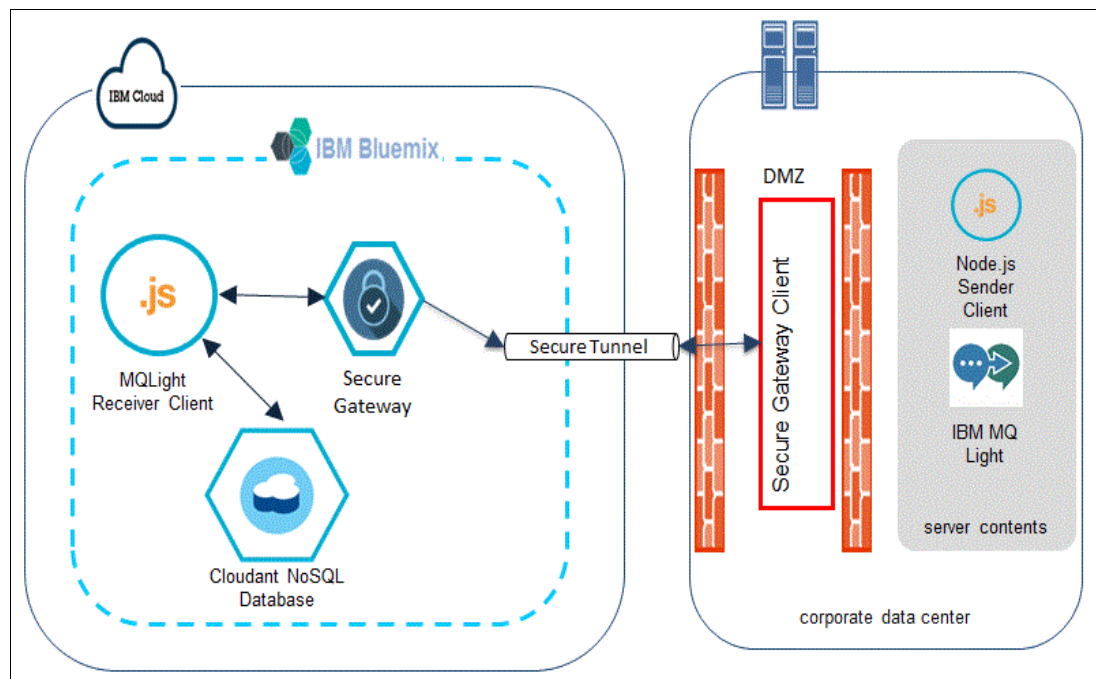 IBM Cloud
IBM Bluemix
.js
MQLight
Receiver Client
Secure
Gateway
Cloudant NoSQL
Database
Secure Tunnel
DMZ
Secure Gateway Client
.js
Node.js
Sender
Client
IBM MQ
Light
server contents
corporate data center